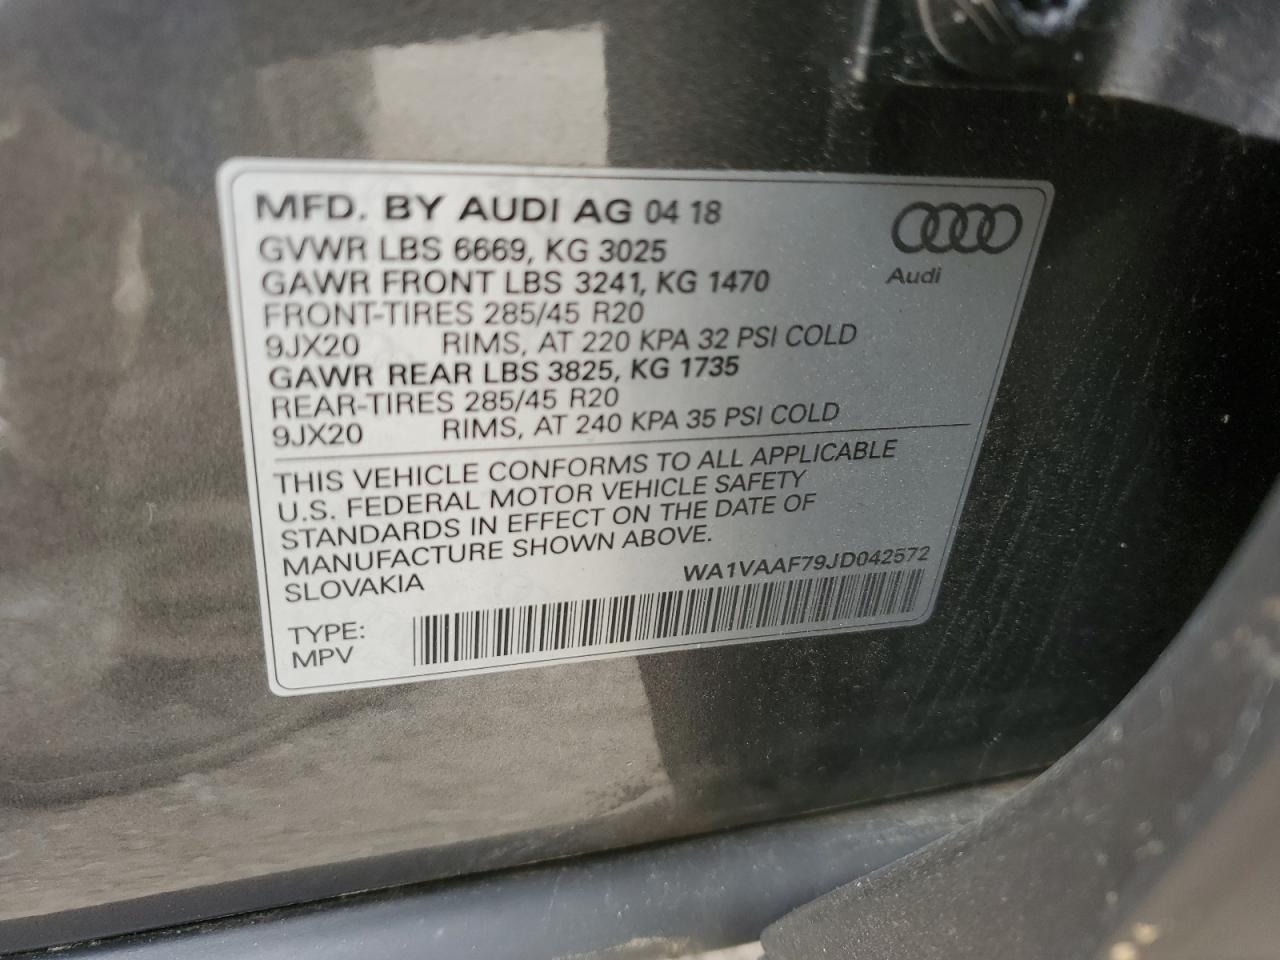 MFD. BY AUDI AG 04 18
GVWR LBS 6669, KG 3025
GAWR FRONT LBS 3241, KG 1470
FRONT-TIRES 285/45 R20
9JX20 RIMS, AT 220 KPA 32 PSI COLD
GAWR REAR LBS 3825, KG 1735
REAR-TIRES 285/45 R20
9JX20 RIMS, AT 240 KPA 35 PSI COLD
Audi
THIS VEHICLE CONFORMS TO ALL APPLICABLE
U.S. FEDERAL MOTOR VEHICLE SAFETY
STANDARDS IN EFFECT ON THE DATE OF
MANUFACTURE SHOWN ABOVE.
SLOVAKIA
WA1VAAF79JD042572
TYPE:
MPV